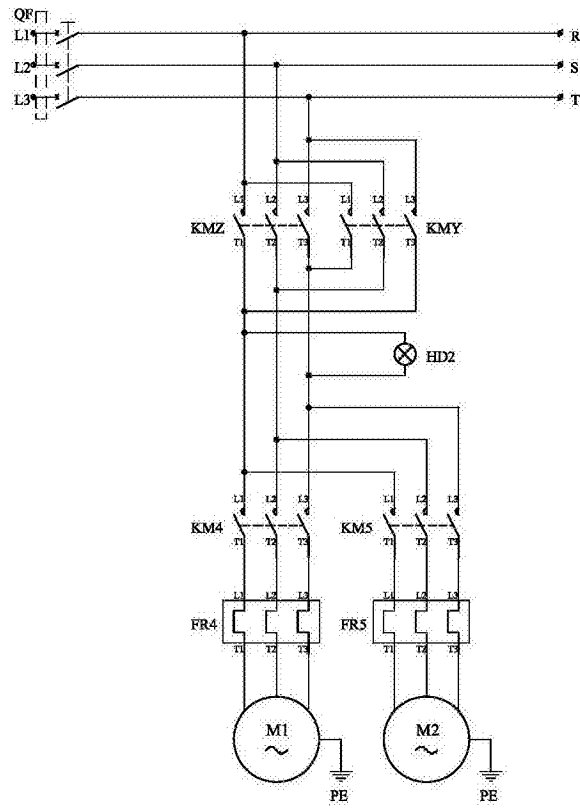 QF
L1 R
L2 S
L3 T
L1 L2 L3 L1 L2 L3
KMZ KMY
T1 T2 T3 T1 T2 T3
HD2
L1 L2 L3 L1 L2 L3
KM4 KM5
T1 T2 T3 T1 T2 T3
L1 L2 L3 L1 L2 L3
FR4 FR5
T1 T2 T3 T1 T2 T3
M1 M2
PE PE